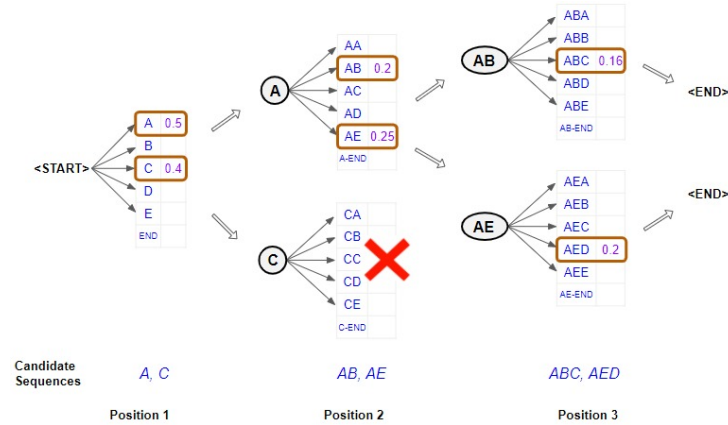 <START>
A 0.5
B
C 0.4
D
E
END
A
AA
AB 0.2
AC
AD
AE 0.25
A-END
C
CA
CB
CC
CD
CE
C-END
AB
ABA
ABB
ABC 0.16
ABD
ABE
AB-END
<END>
AE
AEA
AEB
AEC
AED 0.2
AEE
AE-END
<END>
Candidate
Sequences
A, C
AB, AE
ABC, AED
Position 1
Position 2
Position 3